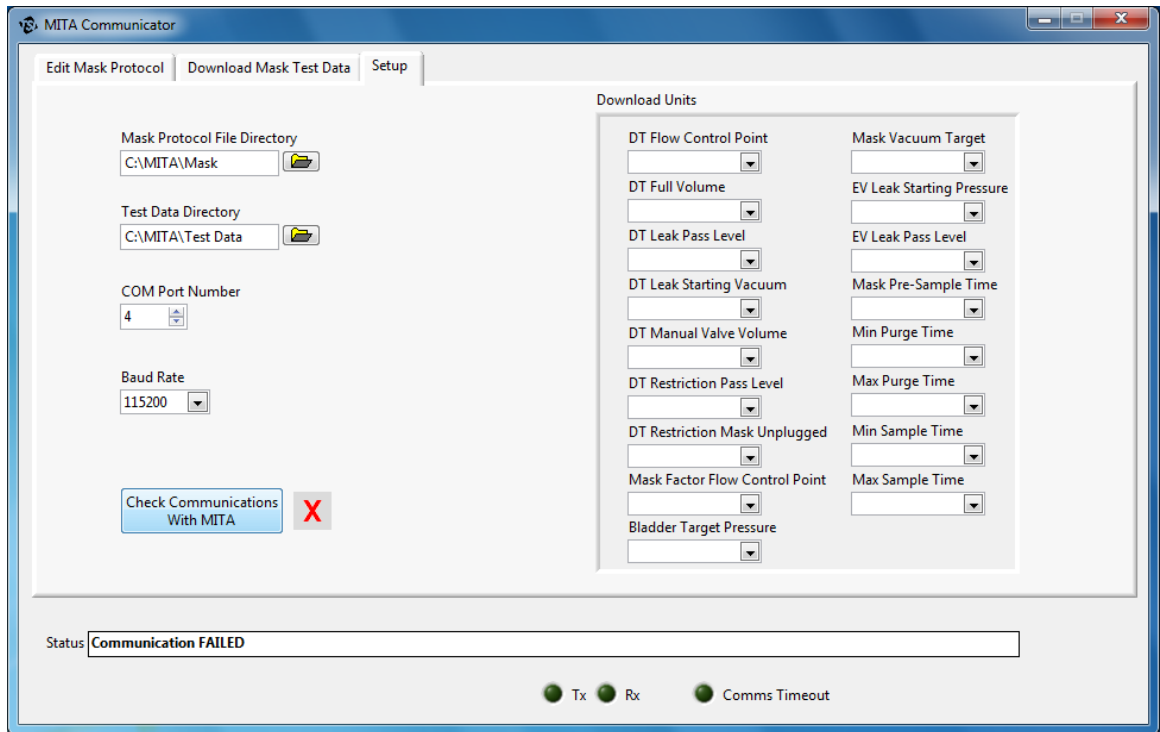 MITA Communicator
Edit Mask Protocol
Download Mask Test Data
Setup
Mask Protocol File Directory
C:\MITA\Mask
Test Data Directory
C:\MITA\Test Data
COM Port Number
4
Baud Rate
115200
Check Communications
With MITA
X
Download Units
DT Flow Control Point
DT Full Volume
DT Leak Pass Level
DT Leak Starting Vacuum
DT Manual Valve Volume
DT Restriction Pass Level
DT Restriction Mask Unplugged
Mask Factor Flow Control Point
Bladder Target Pressure
Mask Vacuum Target
EV Leak Starting Pressure
EV Leak Pass Level
Mask Pre-Sample Time
Min Purge Time
Max Purge Time
Min Sample Time
Max Sample Time
Status Communication FAILED
Tx Rx Comms Timeout